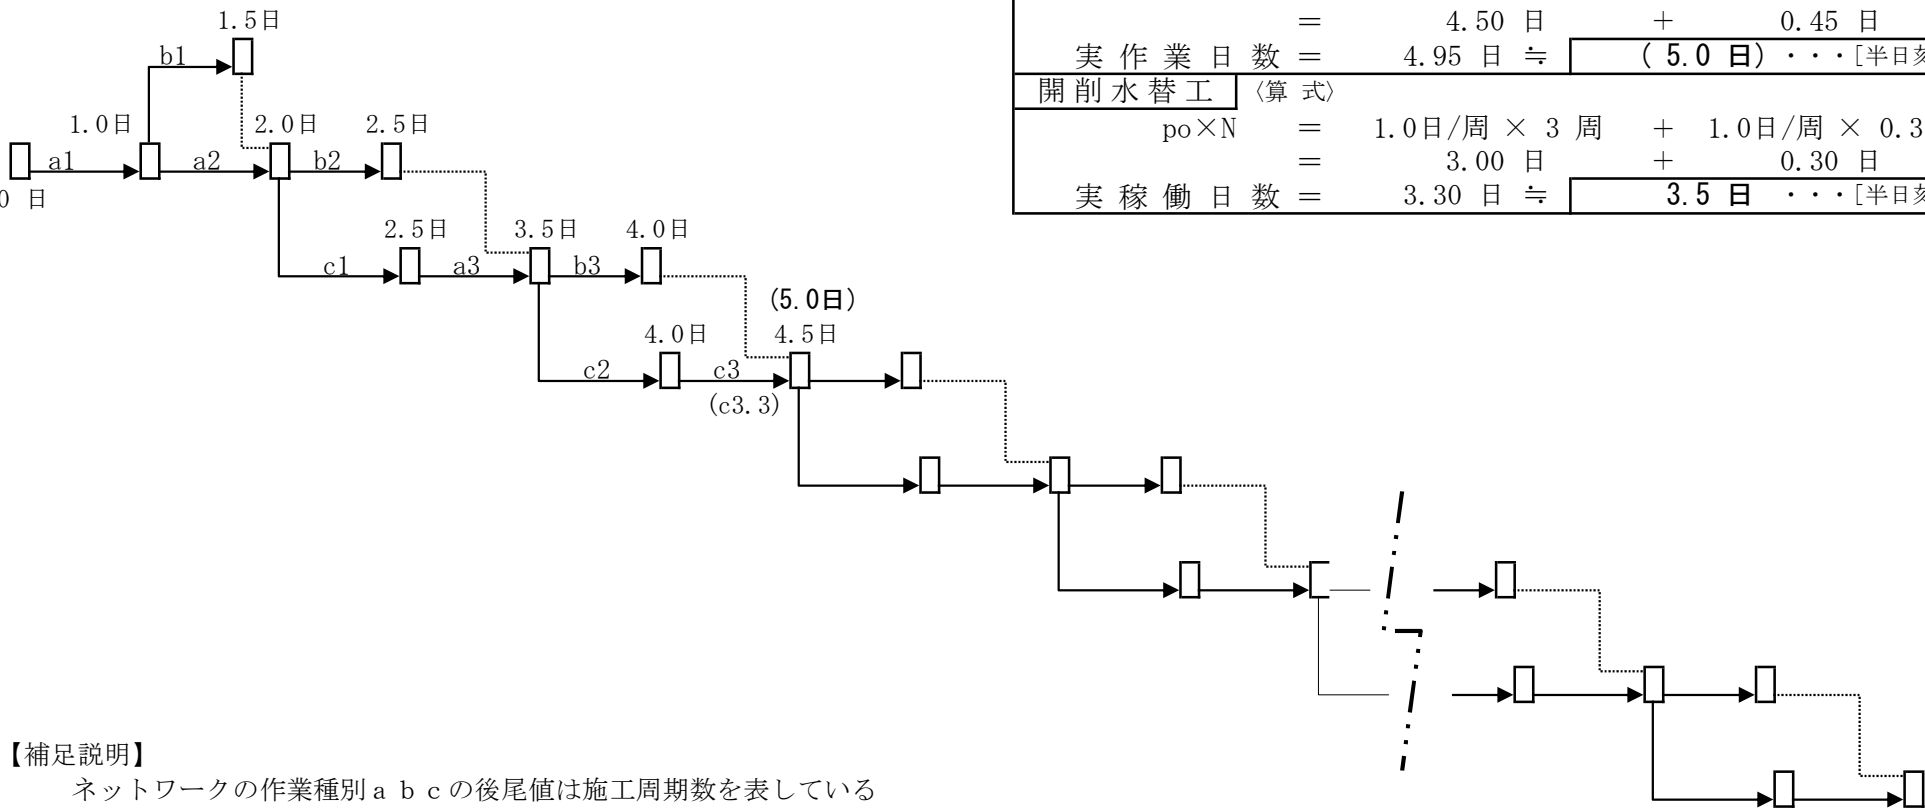 = 4.50 日 + 0.45 日
実 作 業 日 数 = 4.95 日 ≒ ( 5.0 日) ・・・[半日
開削水替工 〈算 式〉
po×N = 1.0日/周 × 3 周 + 1.0日/周 × 0.3
= 3.00 日 + 0.30 日
実 稼 働 日 数 = 3.30 日 ≒ 3.5 日 ・・・[半日
1.5日
b1
1.0日 2.0日 2.5日
a1 a2 b2
0 日
2.5日 3.5日 4.0日
c1 a3 b3
(5.0日)
4.0日 4.5日
c2 c3
(c3.3)
【補足説明】
ネットワークの作業種別ａｂｃの後尾値は施工周期数を表している